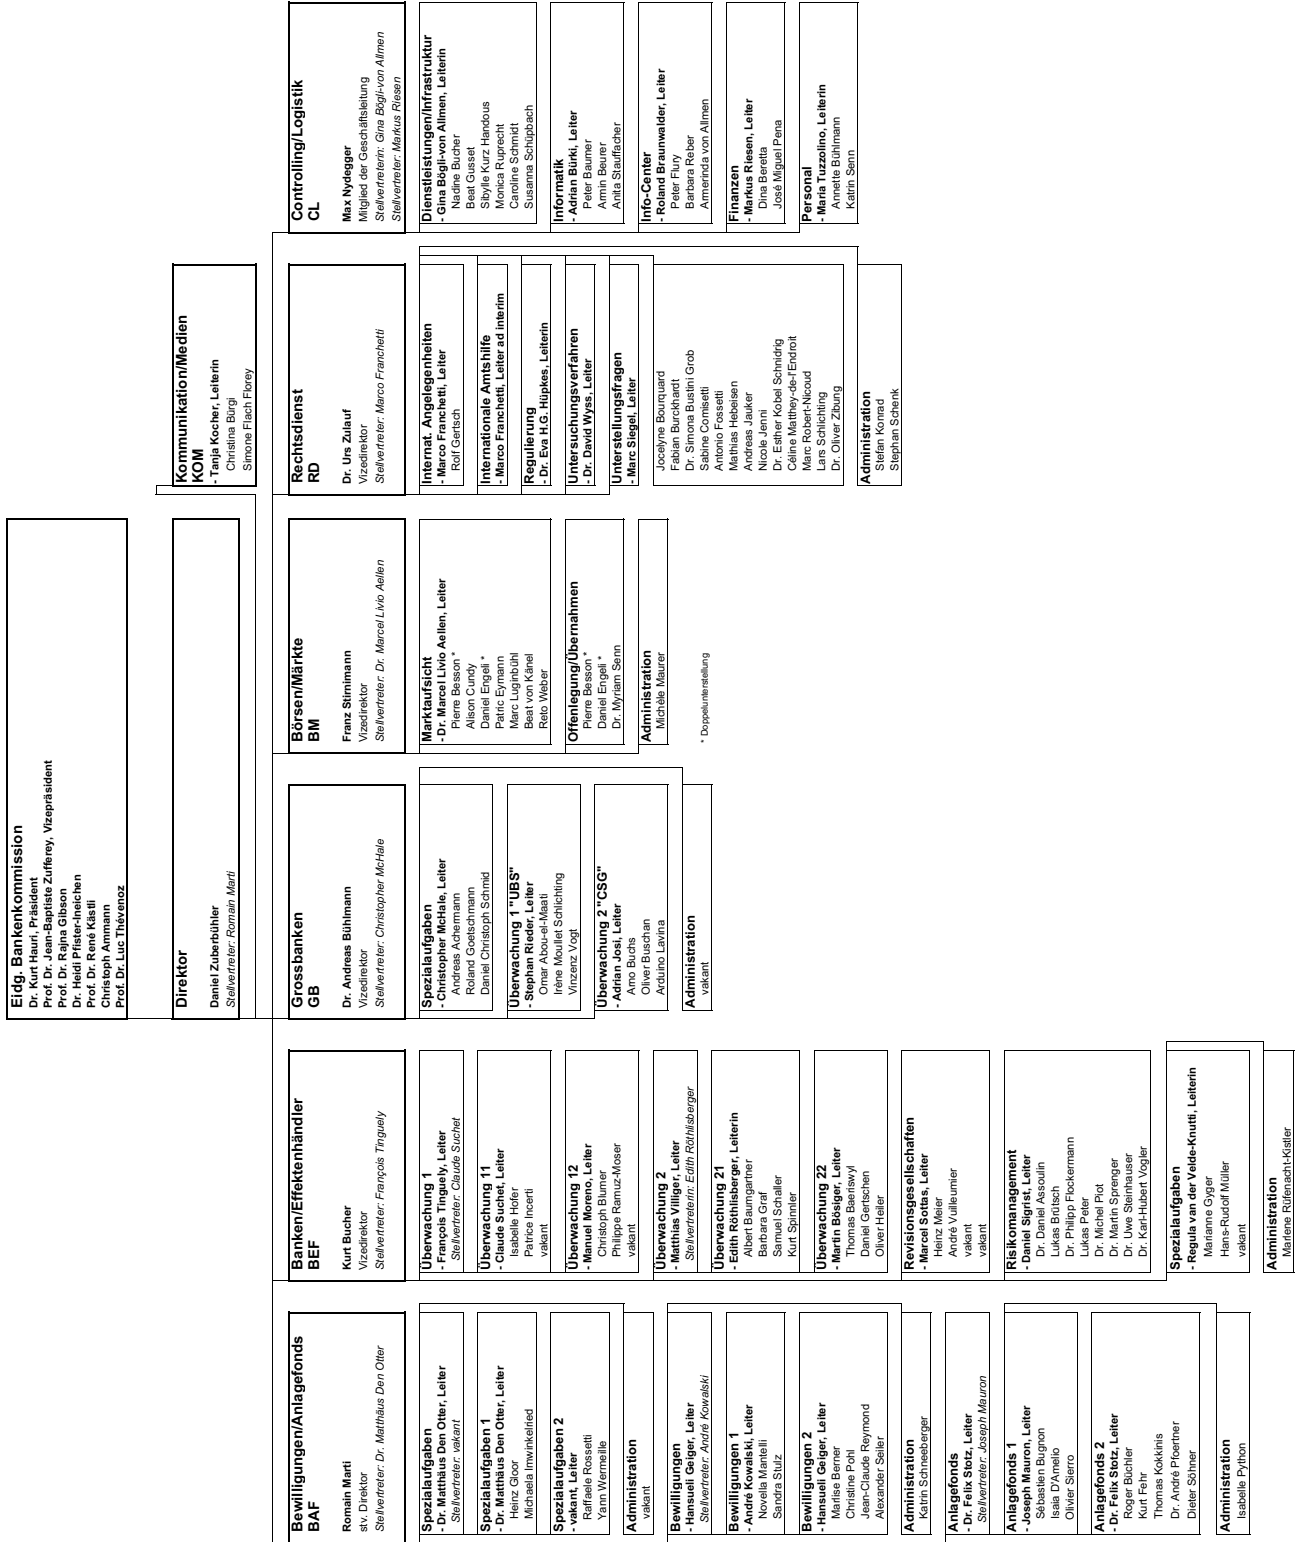 Eidg. Bankenkommission
Dr. Kurt Hauri, Präsident
Prof. Dr. Jean-Baptiste Zufferey, Vizepräsident
Prof. Dr. Rajna Gibson
Dr. Heidi Pfister-Ineichen
Prof. Dr. René Kästli
Christoph Ammann
Prof. Dr. Luc Thévenoz
Direktor
Daniel Zuberbühler
Stellvertreter: Romain Marti
Kommunikation/Medien
KOM
- Tanja Kocher, Leiterin
Christina Bürgi
Simone Flach Florey
Bewilligungen/Anlagefonds
BAF
Romain Marti
stv. Direktor
Stellvertreter: Dr. Matthäus Den Otter
Spezialaufgaben
- Dr. Matthäus Den Otter, Leiter
Stellvertreter: vakant
Spezialaufgaben 1
- Dr. Matthäus Den Otter, Leiter
Heinz Gloor
Michaela Imwinkelried
Spezialaufgaben 2
- vakant, Leiter
Raffaele Rossetti
Yann Wermeille
Administration
vakant
Bewilligungen
- Hansueli Geiger, Leiter
Stellvertreter: André Kowalski
Bewilligungen 1
- André Kowalski, Leiter
Novella Mantelli
Sandra Stulz
Bewilligungen 2
- Hansueli Geiger, Leiter
Marlise Berner
Christine Pohl
Jean-Claude Reymond
Alexander Seiler
Administration
Katrin Schneeberger
Anlagefonds
- Dr. Felix Stotz, Leiter
Stellvertreter: Joseph Mauron
Anlagefonds 1
- Joseph Mauron, Leiter
Sébastien Bugnon
Isaia D'Amelio
Olivier Sierro
Anlagefonds 2
- Dr. Felix Stotz, Leiter
Roger Büchler
Kurt Fehr
Thomas Kokkinis
Dr. André Pfoertner
Dieter Söhner
Administration
Isabelle Python
Banken/Effektenhändler
BEF
Kurt Bucher
Vizedirektor
Stellvertreter: François Tinguely
Überwachung 1
- François Tinguely, Leiter
Stellvertreter: Claude Suchet
Überwachung 11
- Claude Suchet, Leiter
Isabelle Hofer
Patrice Incerti
vakant
Überwachung 12
- Manuel Moreno, Leiter
Christoph Blumer
Philippe Ramuz-Moser
vakant
Überwachung 2
- Matthias Villiger, Leiter
Stellvertreterin: Edith Röthlisberger
Überwachung 21
- Edith Röthlisberger, Leiterin
Albert Baumgartner
Barbara Graf
Samuel Schaller
Kurt Spinnler
Überwachung 22
- Martin Bösiger, Leiter
Thomas Baeriswyl
Daniel Gertschen
Oliver Heiler
Revisionsgesellschaften
- Marcel Sottas, Leiter
Heinz Meier
André Vuilleumier
vakant
vakant
Risikomanagement
- Daniel Sigrist, Leiter
Dr. Daniel Assoulin
Lukas Brütsch
Dr. Philipp Flockermann
Lukas Peter
Dr. Michel Piot
Dr. Martin Sprenger
Dr. Uwe Steinhauser
Dr. Karl-Hubert Vogler
Spezialaufgaben
- Regula van der Velde-Knutti, Leiterin
Marianne Gyger
Hans-Rudolf Müller
vakant
Administration
Marlene Rüfenacht-Kistler
Grossbanken
GB
Dr. Andreas Bühlmann
Vizedirektor
Stellvertreter: Christopher McHale
Spezialaufgaben
- Christopher McHale, Leiter
Andreas Achermann
Roland Goetschmann
Daniel Christoph Schmid
Überwachung 1 "UBS"
- Stephan Rieder, Leiter
Omar Abou-el-Maati
Irène Moullet Schlichting
Vinzenz Vogt
Überwachung 2 "CSG"
- Adrian Josi, Leiter
Arno Buchs
Oliver Buschan
Arduino Lavina
Administration
vakant
Börsen/Märkte
BM
Franz Stirnimann
Vizedirektor
Stellvertreter: Dr. Marcel Livio Aellen
Marktaufsicht
- Dr. Marcel Livio Aellen, Leiter
Pierre Besson *
Alison Cundy
Daniel Engeli *
Patric Eymann
Marc Luginbühl
Beat von Känel
Reto Weber
Offenlegung/Übernahmen
Pierre Besson *
Daniel Engeli *
Dr. Myriam Senn
Administration
Michèle Maurer
* Doppelunterstellung
Rechtsdienst
RD
Dr. Urs Zulauf
Vizedirektor
Stellvertreter: Marco Franchetti
Internat. Angelegenheiten
- Marco Franchetti, Leiter
Rolf Gertsch
Internationale Amtshilfe
- Marco Franchetti, Leiter ad interim
Regulierung
- Dr. Eva H.G. Hüpkes, Leiterin
Untersuchungsverfahren
- Dr. David Wyss, Leiter
Unterstellungsfragen
- Marc Siegel, Leiter
Jocelyne Bourquard
Fabian Burckhardt
Dr. Simona Bustini Grob
Sabine Comisetti
Antonio Fossetti
Mathias Hebeisen
Andreas Jauker
Nicole Jenni
Dr. Esther Kobel Schnidrig
Céline Matthey-de-l'Endroit
Marc Robert-Nicoud
Lars Schlichting
Dr. Oliver Zibung
Administration
Stefan Konrad
Stephan Schenk
Controlling/Logistik
CL
Max Nydegger
Mitglied der Geschäftsleitung
Stellvertreterin: Gina Bögli-von Allmen
Stellvertreter: Markus Riesen
Dienstleistungen/Infrastruktur
- Gina Bögli-von Allmen, Leiterin
Nadine Bucher
Beat Gusset
Sibylle Kurz Handous
Monica Ruprecht
Caroline Schmidt
Susanna Schüpbach
Informatik
- Adrian Bürki, Leiter
Peter Baumer
Armin Beurer
Anita Stauffacher
Info-Center
- Roland Braunwalder, Leiter
Peter Flury
Barbara Reber
Armerinda von Allmen
Finanzen
- Markus Riesen, Leiter
Dina Beretta
José Miguel Pena
Personal
- Maria Tuzzolino, Leiterin
Annette Bühlmann
Katrin Senn